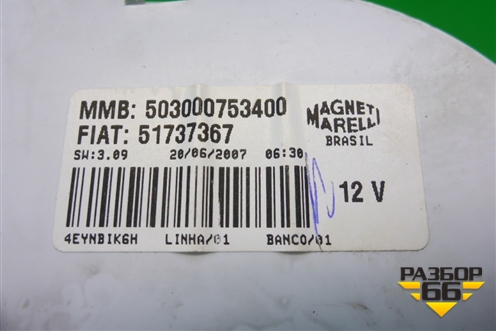 MMB: 503000753400
FIAT: 51737367
MAGNETI
MARELLI
BRASIL
SW:3.09 20/06/2007 06:30
12 V
4EYNBIK6H LINHA/01 BANCO/01
РАЗБОР
66